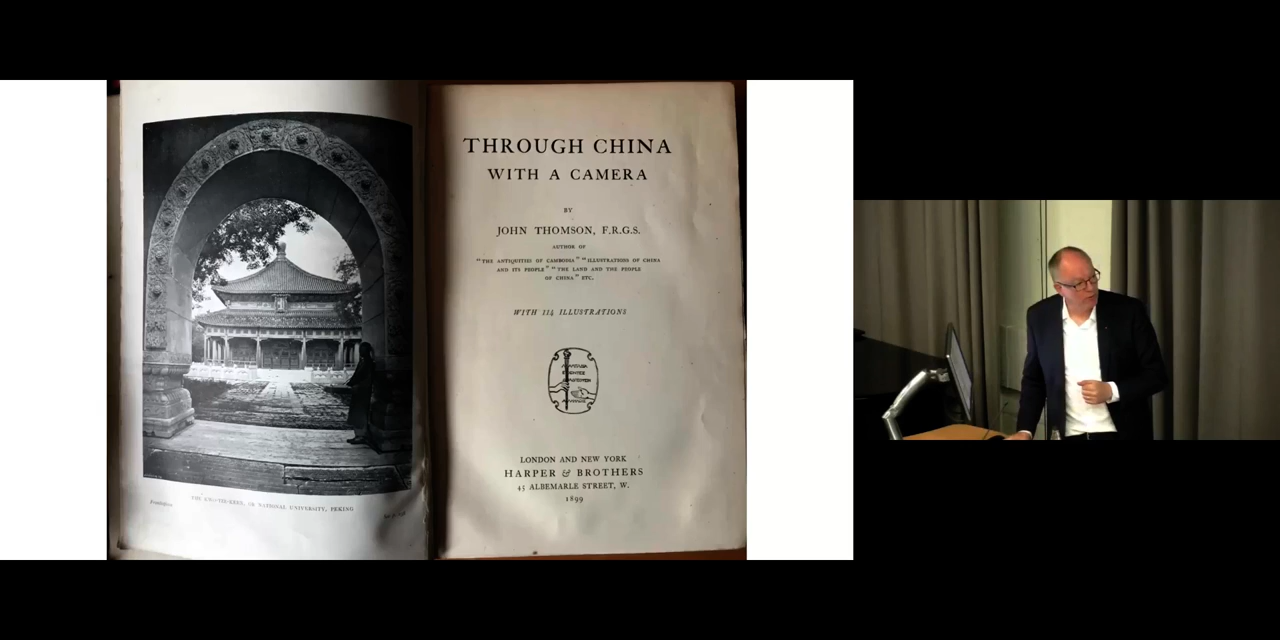 THROUGH CHINA
WITH A CAMERA
BY
JOHN THOMSON, F.R.G.S.
AUTHOR OF
"THE ANTIQUITIES OF CAMBODIA" "ILLUSTRATIONS OF CHINA
AND ITS PEOPLE" "THE LAND AND THE PEOPLE
OF CHINA" ETC.
WITH 114 ILLUSTRATIONS
LONDON AND NEW YORK
HARPER & BROTHERS
45 ALBEMARLE STREET, W.
1899
Frontispiece
OR NATIONAL UNIVERSITY, PEKING